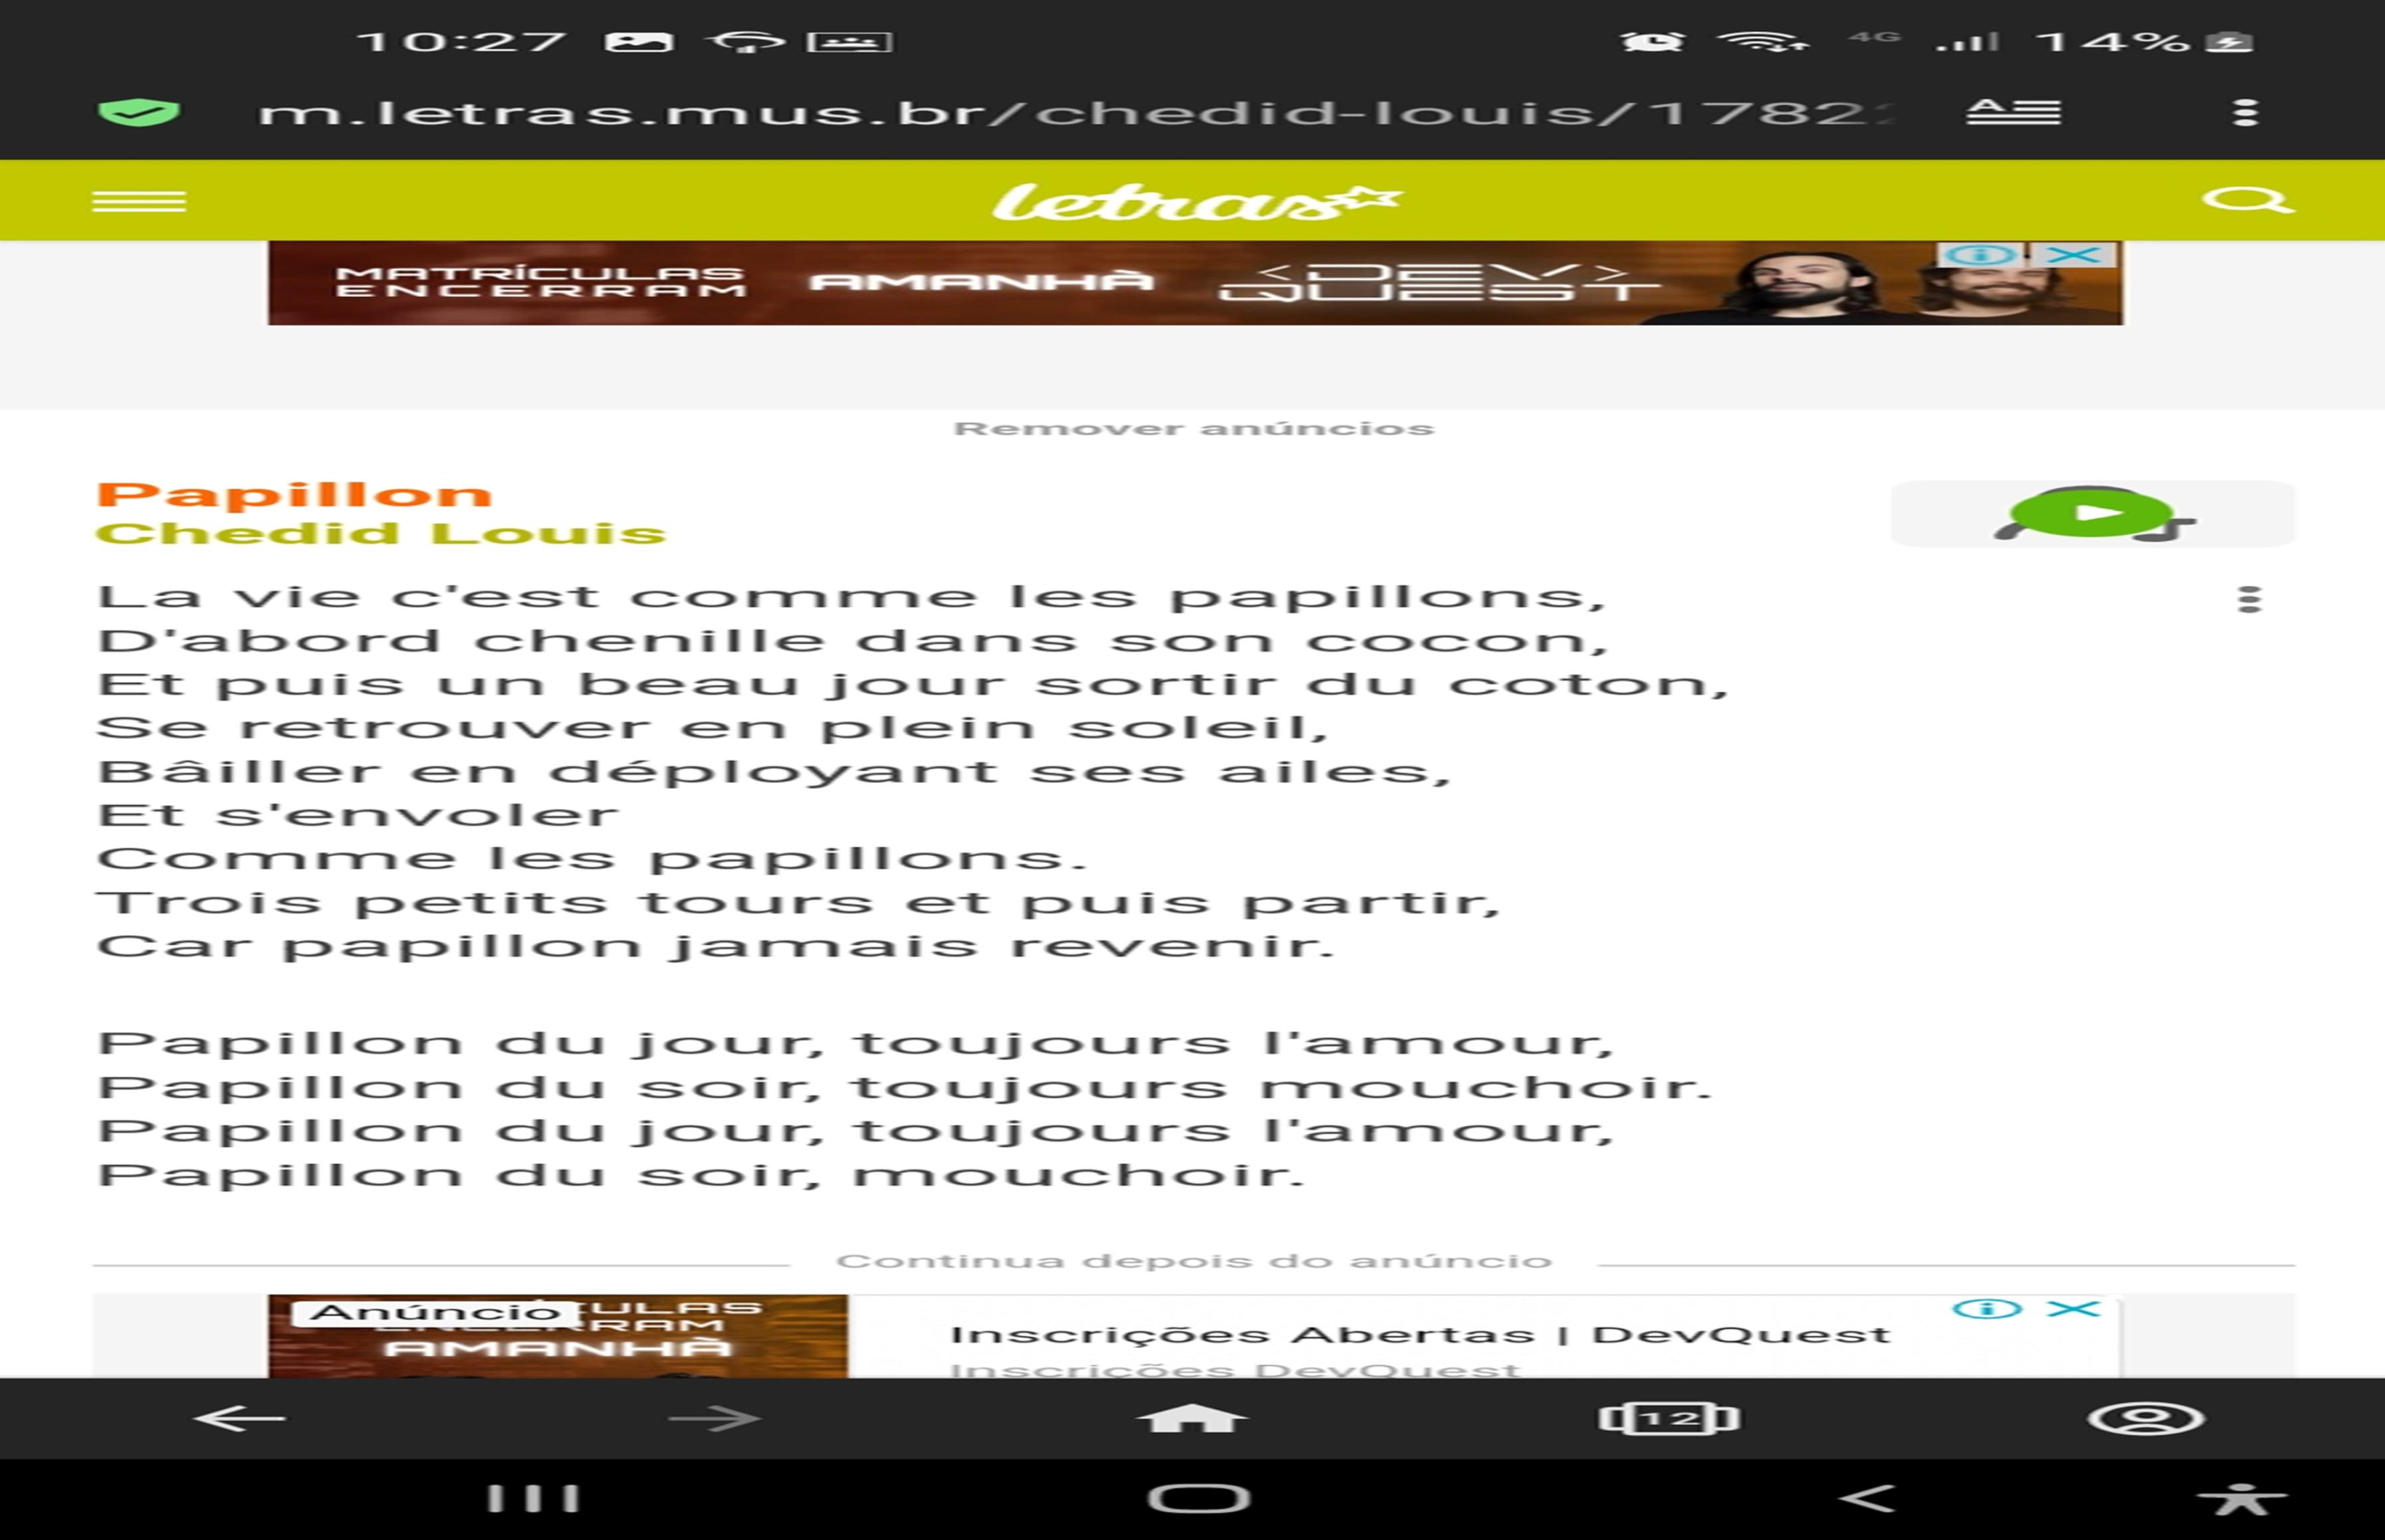 10:27 4G 14%
m.letras.mus.br/chedid-louis/1782
letras
MATRÍCULAS ENCERRAM AMANHÃ <DEV> QUEST
Remover anúncios
Papillon
Chedid Louis
La vie c'est comme les papillons,
D'abord chenille dans son cocon,
Et puis un beau jour sortir du coton,
Se retrouver en plein soleil,
Bâiller en déployant ses ailes,
Et s'envoler
Comme les papillons.
Trois petits tours et puis partir,
Car papillon jamais revenir.
Papillon du jour, toujours l'amour,
Papillon du soir, toujours mouchoir.
Papillon du jour, toujours l'amour,
Papillon du soir, mouchoir.
Continua depois do anúncio
Anúncio
AMANHÃ
Inscrições Abertas | DevQuest
Inscrições DevQuest
12